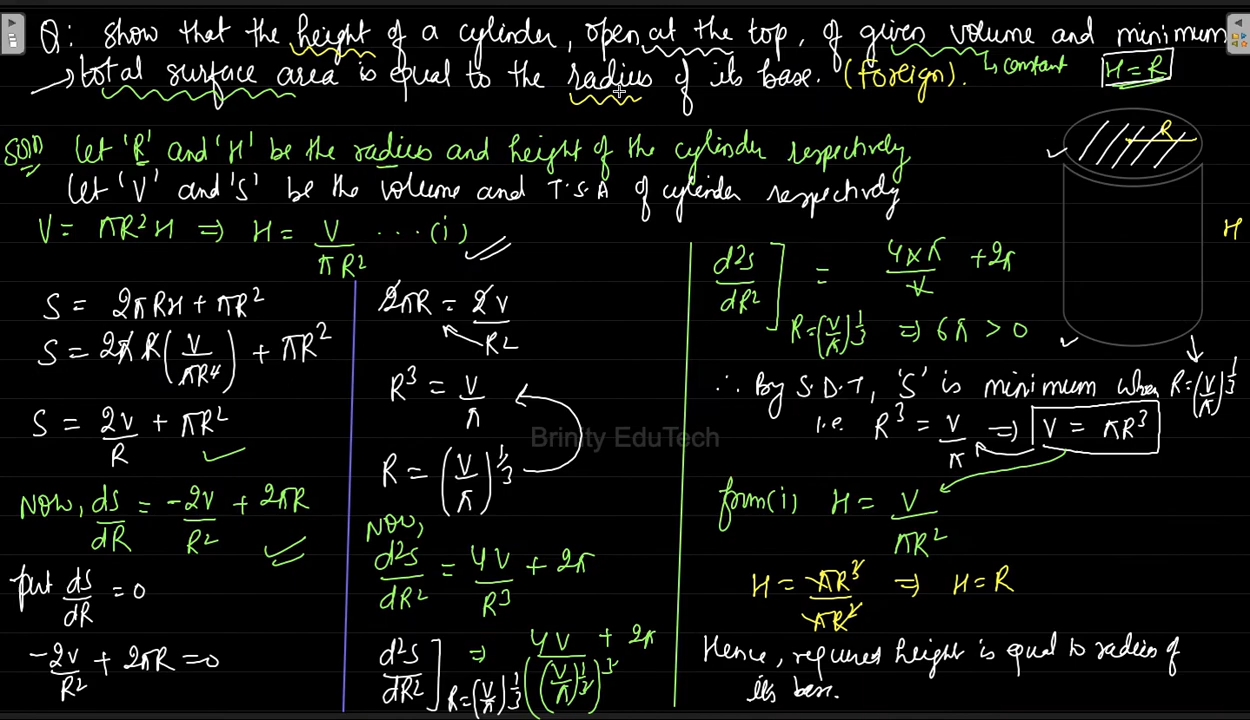 Q: Show that the height of a cylinder, open at the top, of given volume and minimum
→ total surface area is equal to the radius of its base. (foreign).
↳ constant
H = R
Solⁿ Let 'R' and 'H' be the radius and height of the cylinder respectively
Let 'V' and 'S' be the volume and T.S.A of cylinder respectively
V = πR²H ⇒ H = V/πR² ... (i)
S = 2πRH + πR²
S = 2πR(V/πR²) + πR²
S = 2V/R + πR²
Now, dS/dR = -2V/R² + 2πR
put dS/dR = 0
-2V/R² + 2πR = 0
2πR = 2V/R²
R³ = V/π
R = (V/π)^1/3
Now,
d²S/dR² = 4V/R³ + 2π
d²S/dR²]R=(V/π)^1/3 ⇒ 4V/((V/π)^1/3)³ + 2π
d²S/dR²]R=(V/π)^1/3 = 4×π/V + 2π
⇒ 6π > 0
∴ By S.D.T, 'S' is minimum when R = (V/π)^1/3
i.e. R³ = V/π ⇒ V = πR³
from (i) H = V/πR²
H = πR³/πR² ⇒ H = R
Hence, required height is equal to radius of
its base.
R
H
Brinity EduTech